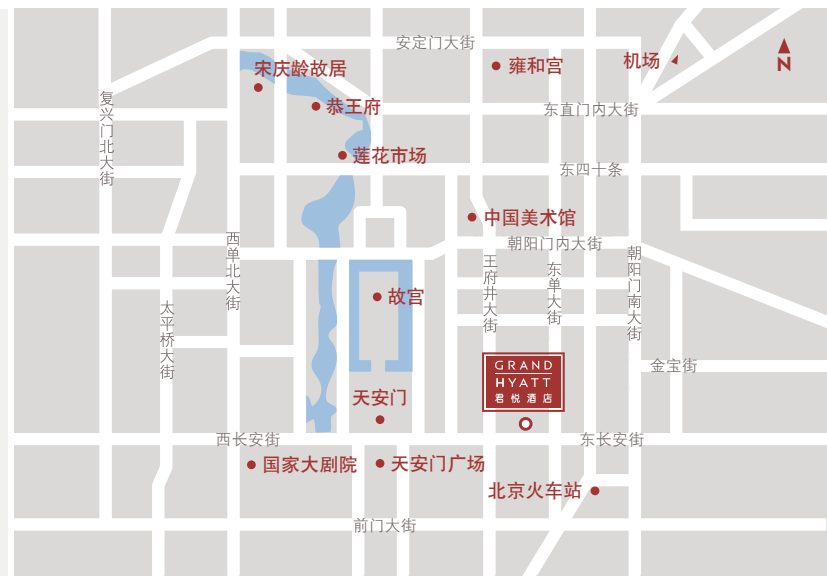 安定门大街
宋庆龄故居
雍和宫
机场
N
复兴门北大街
恭王府
东直门内大街
莲花市场
东四十条
中国美术馆
西单北大街
朝阳门内大街
王府井大街
东单大街
朝阳门南大街
故宫
太平桥大街
GRAND
HYATT
君悦酒店
金宝街
天安门
西长安街
东长安街
国家大剧院
天安门广场
北京火车站
前门大街